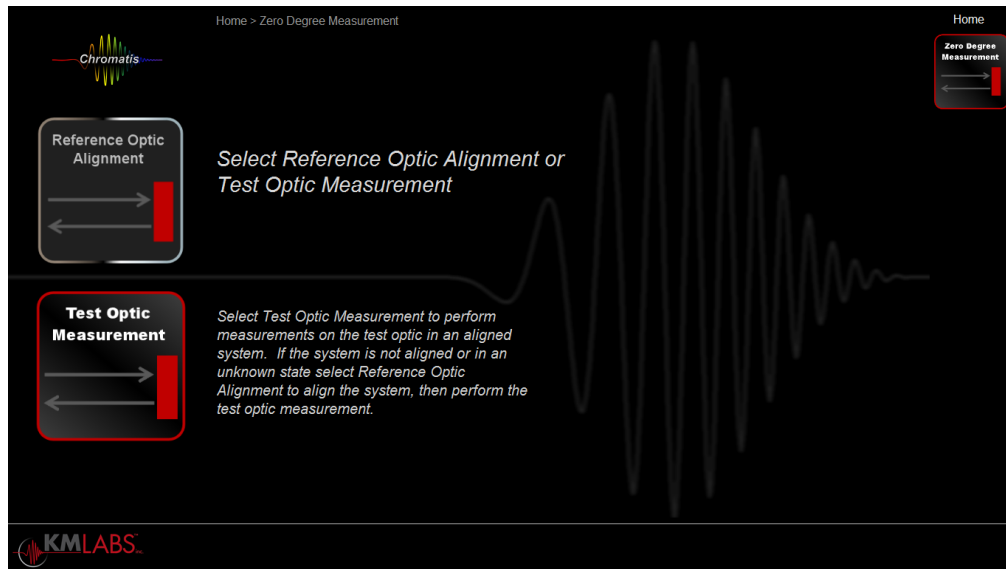 Home > Zero Degree Measurement
Home
Chromatis
Zero Degree
Measurement
Reference Optic
Alignment
Select Reference Optic Alignment or
Test Optic Measurement
Test Optic
Measurement
Select Test Optic Measurement to perform
measurements on the test optic in an aligned
system.  If the system is not aligned or in an
unknown state select Reference Optic
Alignment to align the system, then perform the
test optic measurement.
KMLABS